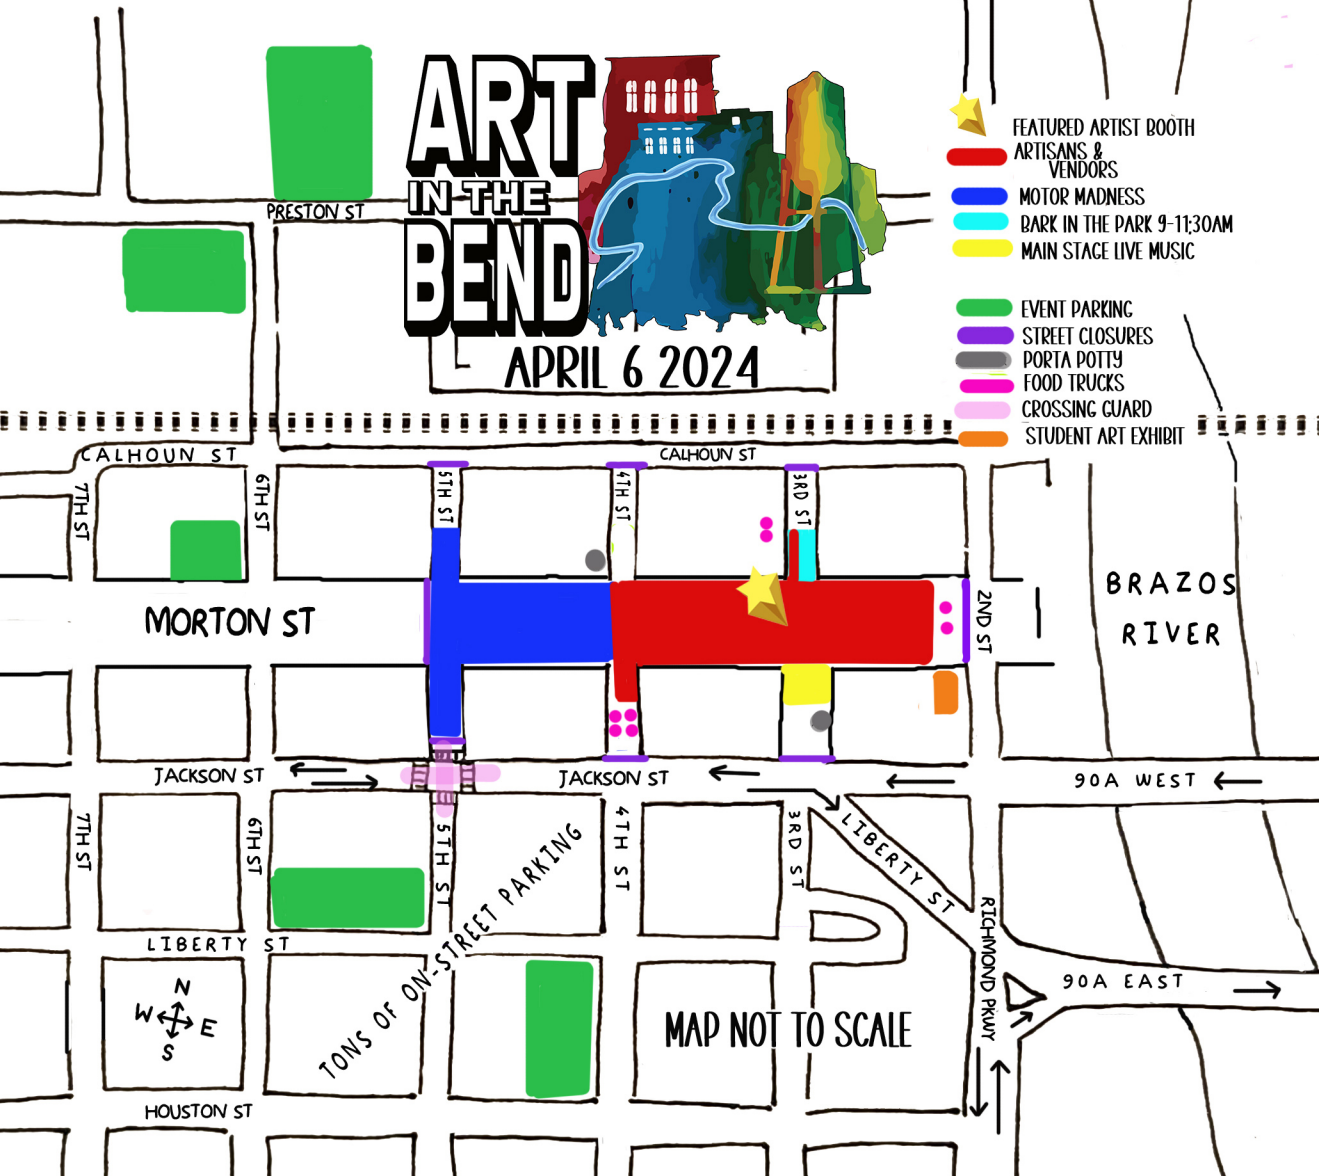 ART
IN THE
BEND
APRIL 6 2024
FEATURED ARTIST BOOTH
ARTISANS &
VENDORS
MOTOR MADNESS
BARK IN THE PARK 9-11:30AM
MAIN STAGE LIVE MUSIC
EVENT PARKING
STREET CLOSURES
PORTA POTTY
FOOD TRUCKS
CROSSING GUARD
STUDENT ART EXHIBIT
PRESTON ST
CALHOUN ST
CALHOUN ST
7TH ST
6TH ST
5TH ST
4TH ST
3RD ST
MORTON ST
2ND ST
BRAZOS
RIVER
JACKSON ST
JACKSON ST
90A WEST
7TH ST
6TH ST
5TH ST
4TH ST
3RD ST
LIBERTY ST
TONS OF ON-STREET PARKING
RICHMOND PKWY
LIBERTY ST
90A EAST
N
W
E
S
MAP NOT TO SCALE
HOUSTON ST